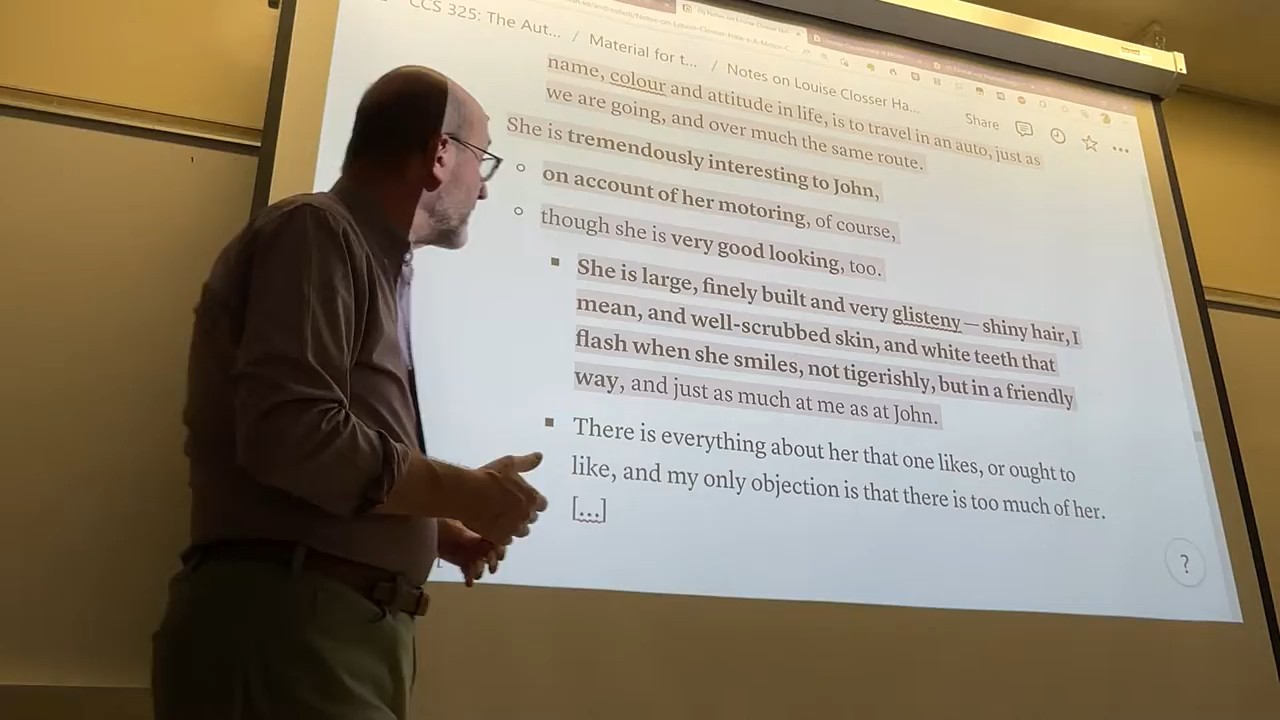 CCS 325: The Aut... / Material for t... / Notes on Louise Closser Ha...
Share
name, colour and attitude in life, is to travel in an auto, just as
we are going, and over much the same route.
She is tremendously interesting to John,
on account of her motoring, of course,
though she is very good looking, too.
She is large, finely built and very glisteny — shiny hair, I
mean, and well-scrubbed skin, and white teeth that
flash when she smiles, not tigerishly, but in a friendly
way, and just as much at me as at John.
There is everything about her that one likes, or ought to
like, and my only objection is that there is too much of her.
[...]
?